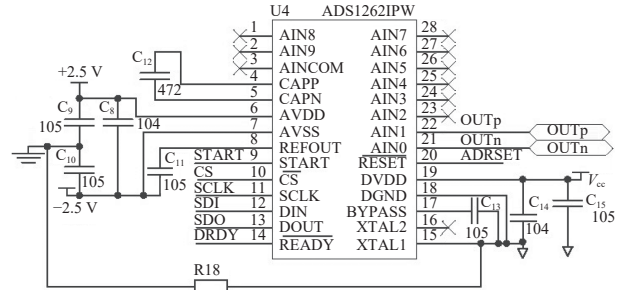 U4 ADS1262IPW
1 AIN8 AIN7 28
2 AIN9 AIN6 27
3 AINCOM AIN5 26
4 CAPP AIN4 25
5 CAPN AIN3 24
6 AVDD AIN2 23
7 AVSS AIN1 22 OUTp OUTp
8 REFOUT AIN0 21 OUTn OUTn
START 9 START RESET 20 ADRSET
CS 10 CS DVDD 19 Vcc
SCLK 11 SCLK DGND 18
SDI 12 DIN BYPASS 17
SDO 13 DOUT XTAL2 16
DRDY 14 READY XTAL1 15
C12
472
+2.5 V
C9
105
C8
104
C10
105
C11
105
−2.5 V
C13
105
C14
104
C15
105
R18